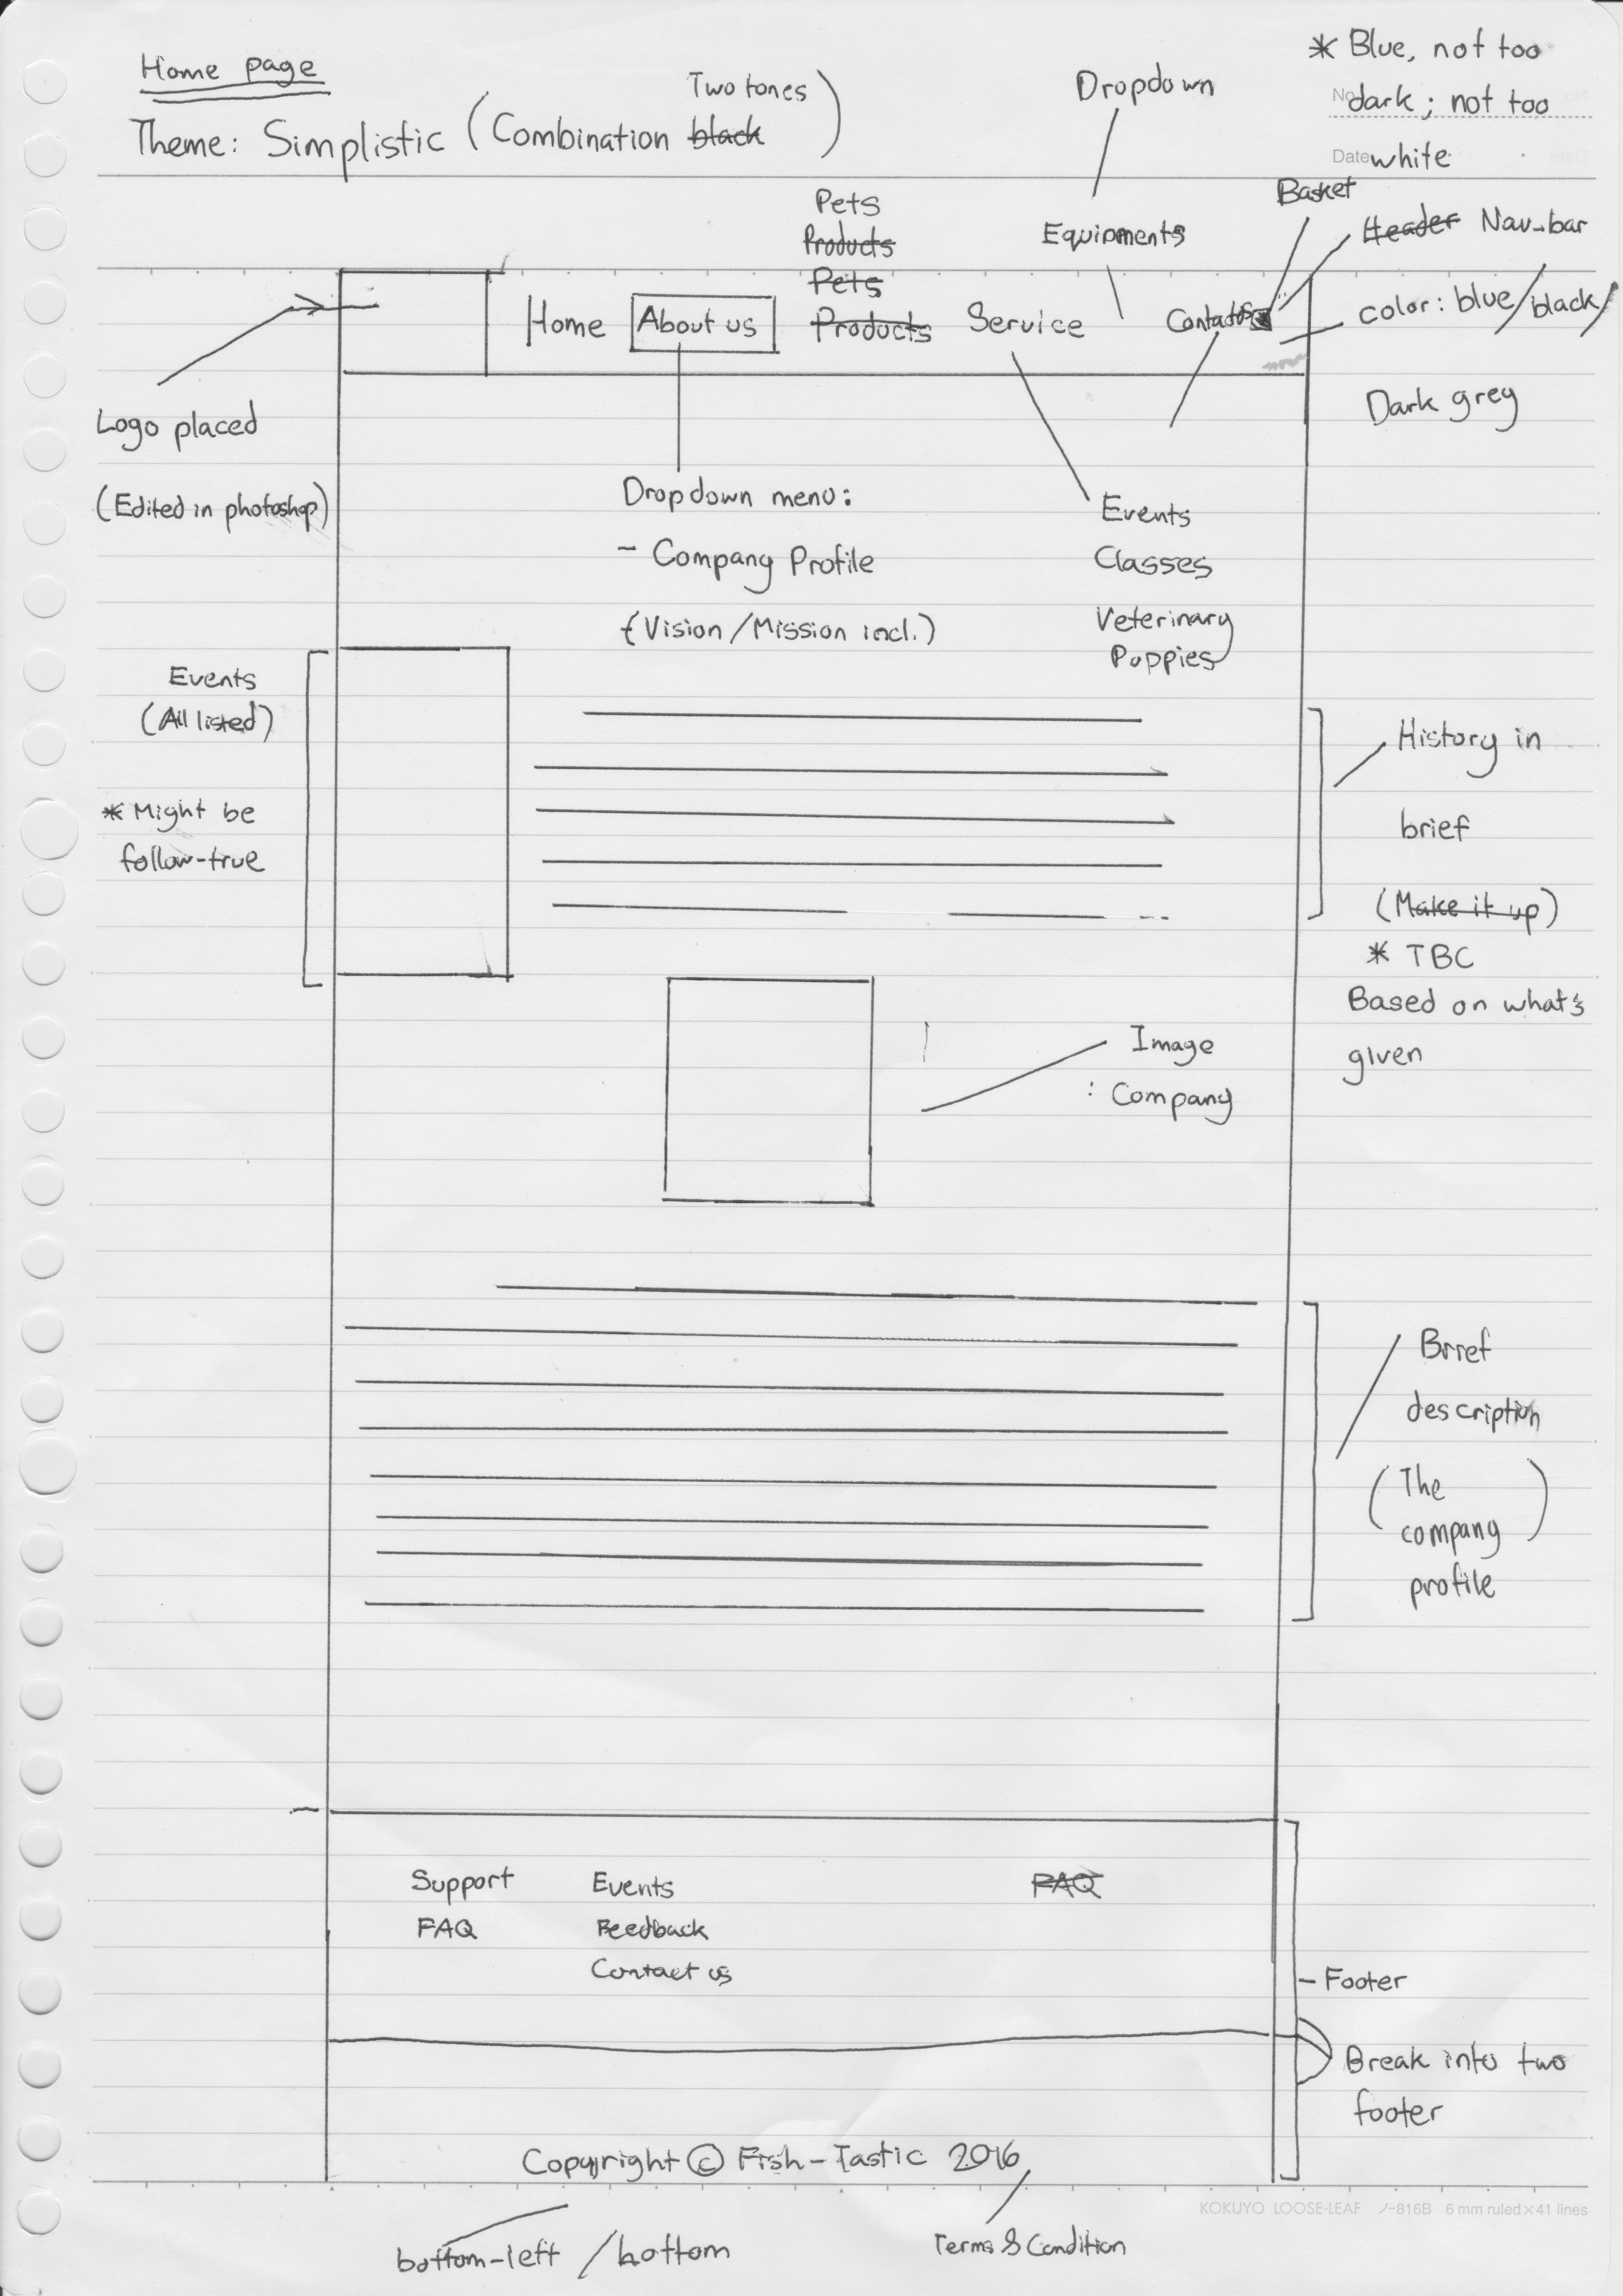 Home page
Two tones
Theme: Simplistic (Combination black)
* Blue, not too
No.
dark; not too
Date
white
Dropdown
Basket
Pets
Products
Equipments
Header Nav-bar
Pets
Home
About us
Products
Service
Contact us
color: blue/black/
Dark grey
Logo placed
(Edited in photoshop)
Dropdown menu:
- Company Profile
(Vision/Mission incl.)
Events
Classes
Veterinary
Puppies
Events
(All listed)
* Might be
follow-true
History in
brief
(Make it up)
* TBC
Based on what's
given
Image
: Company
Brief
description
(The
company)
profile
Support
Events
FAQ
FAQ
Feedback
Contact us
- Footer
Break into two
footer
Copyright © Fish-Tastic 2016
KOKUYO LOOSE-LEAF ノ-816B 6 mm ruled×41 lines
Terms & Condition
bottom-left / bottom